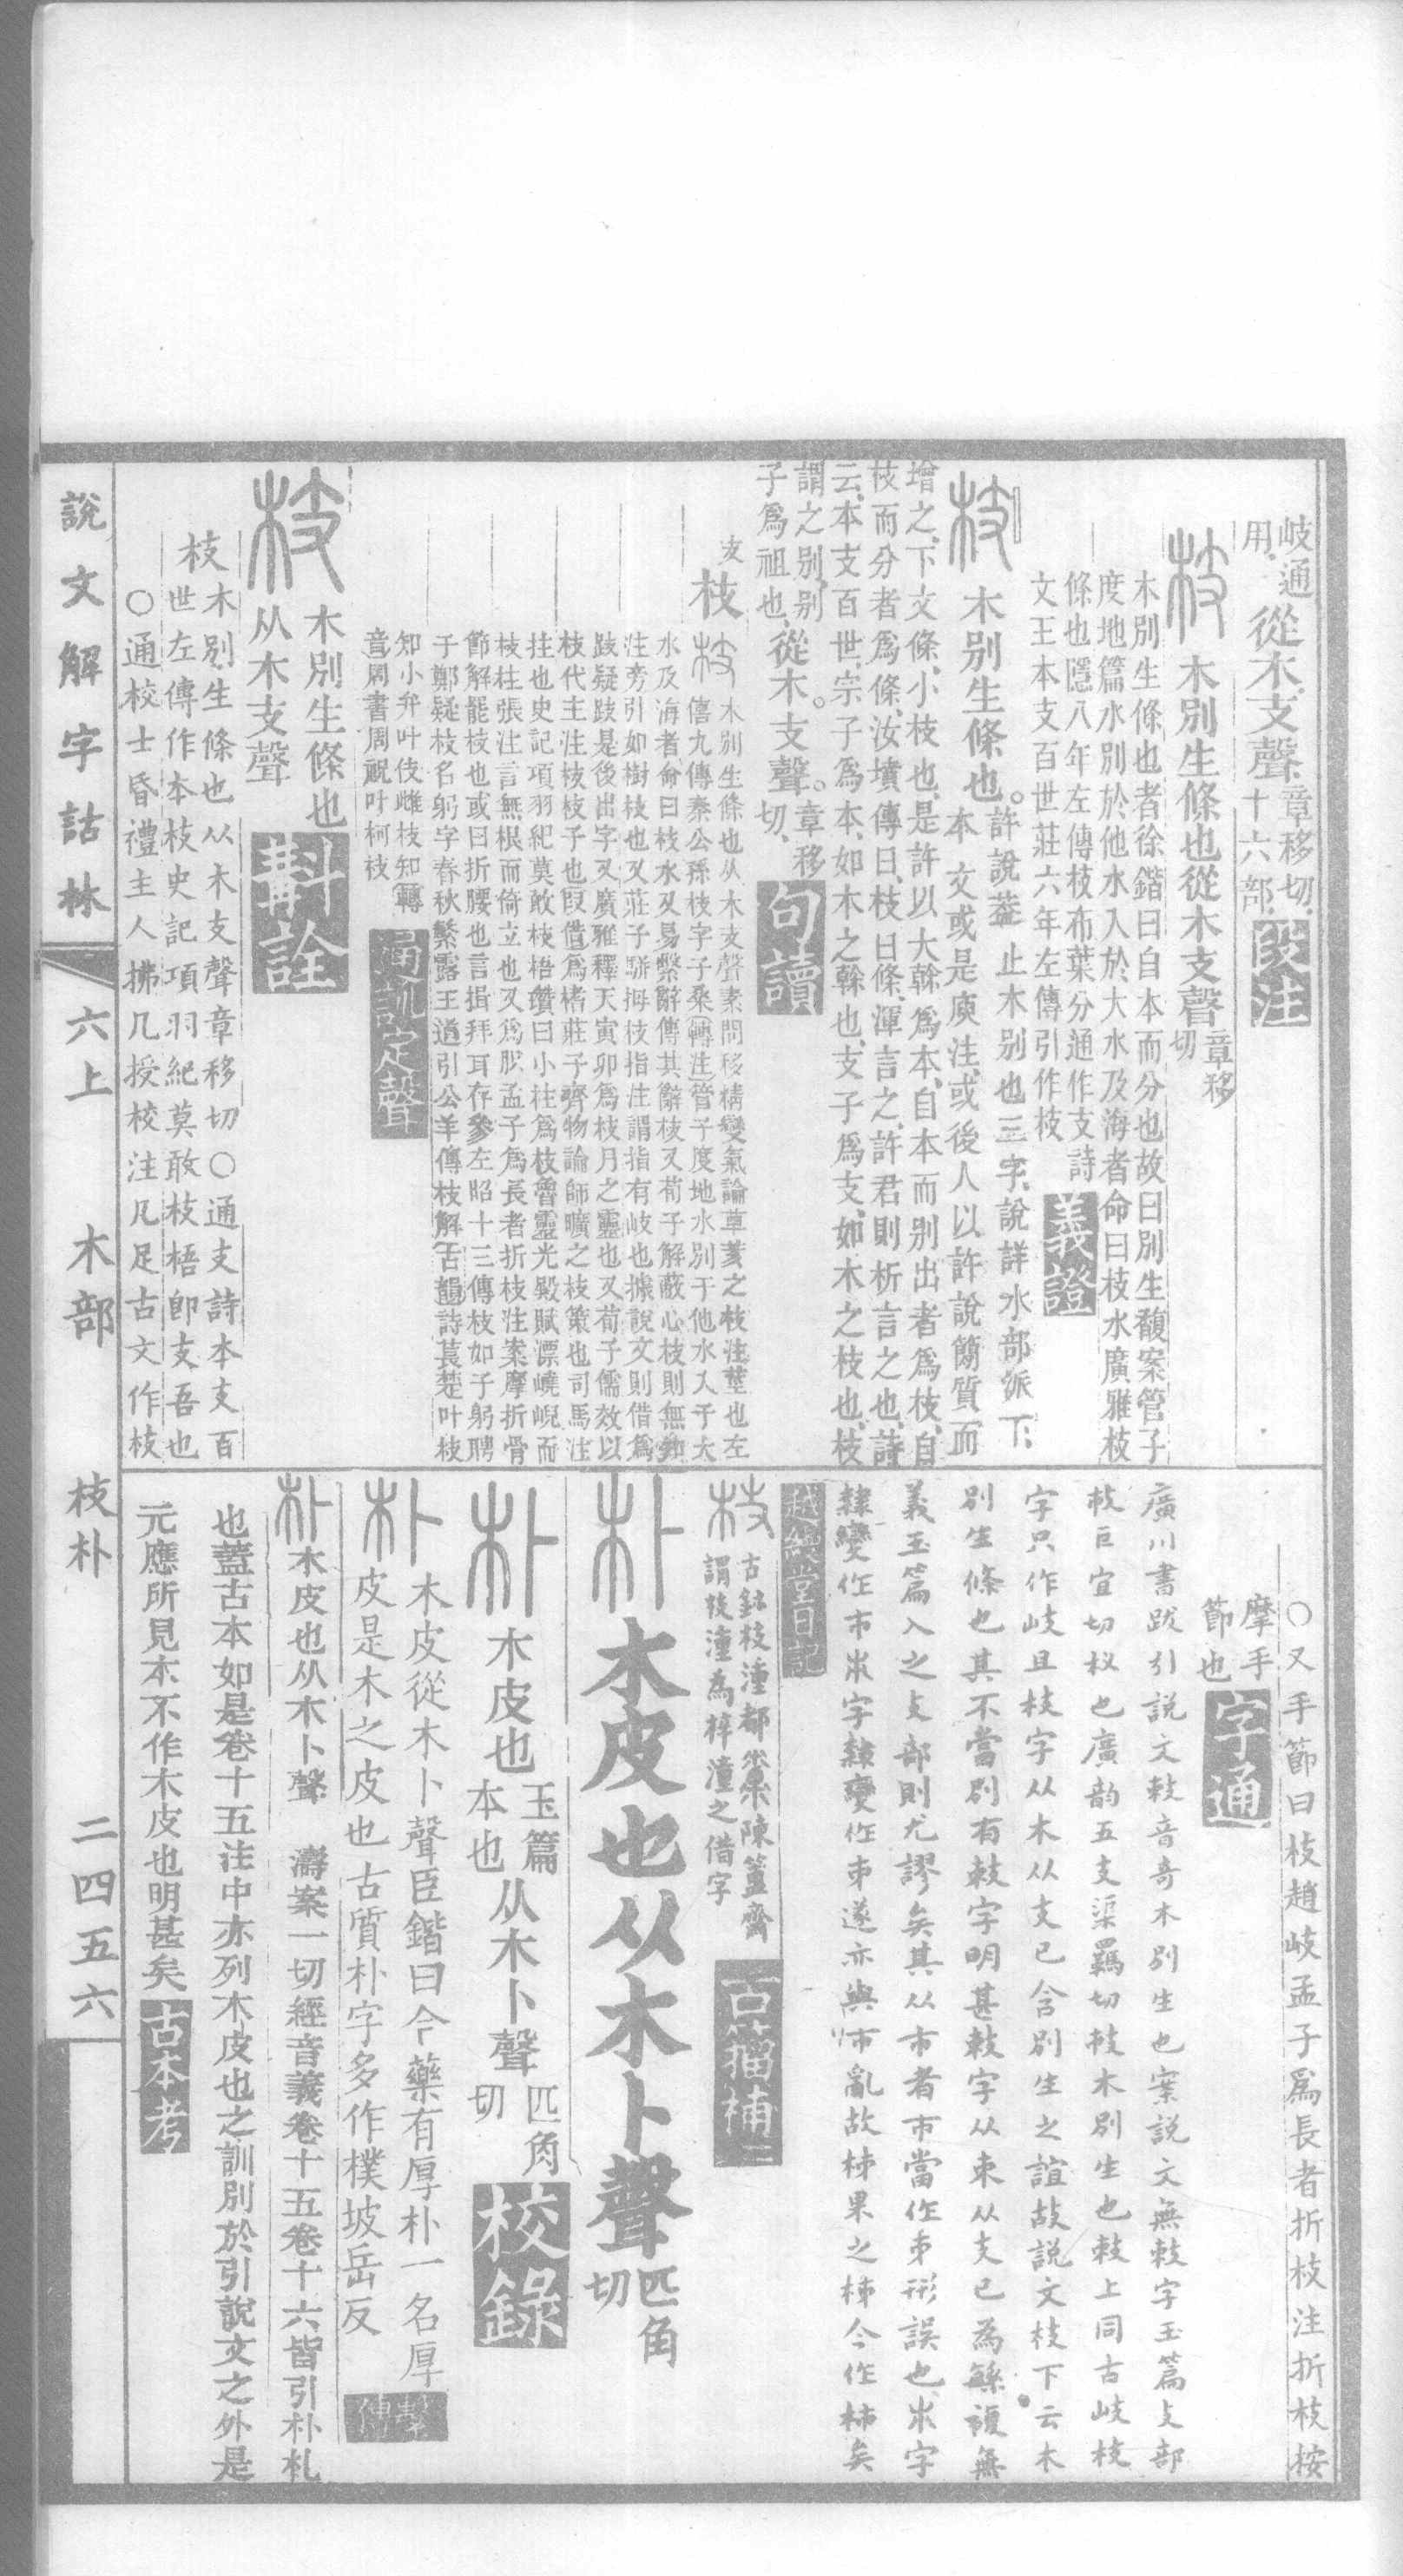 岐通
用
從木支聲
章移切
十六部
段注
枝
木別生條也從木支聲
章移
切
木別生條也者徐鍇曰自本而分也故曰別生馥案管子
度地篇水別於他水入於大水及海者命曰枝水廣雅枝
條也隱八年左傳枝布葉分通作支詩
文王本支百世莊六年左傳引作枝
義證
枝
木別生條也
許說蓋止木別也三字說詳水部派下
本文或是庾注或後人以許說簡質而
增之下文條小枝也是許以大榦爲本自本而別出者爲枝自
枝而分者爲條汝墳傳曰枝曰條渾言之許君則析言之也詩
云本支百世宗子爲本如木之榦也支子爲支如木之枝也枝
謂之別別
子爲祖也
從木支聲
章移
切
句讀
支
枝
枝
木別生條也从木支聲素問移精變氣論草荄之枝注莖也左
僖九傳秦公孫枝字子桑轉注管子度地水別于他水入于大
水及海者命曰枝水又易繫辭傳其辭枝又荀子解蔽心枝則無知
注旁引如樹枝也又莊子駢拇枝指注謂指有歧也據說文則借爲
跂疑跂是後出字又廣雅釋天寅卯爲枝月之靈也又荀子儒效以
枝代主注枝枝子也叚借爲榰莊子齊物論師曠之枝策也司馬注
拄也史記項羽紀莫敢枝梧瓚曰小柱爲枝魯靈光殿賦漂嶢峴而
枝柱張注言無根而倚立也又爲肢孟子爲長者折枝注案摩折骨
節解罷枝也或曰折腰也言揖拜耳存參左昭十三傳枝如子躬聘
子鄭疑枝名躬字春秋繁露王道引公羊傳枝解古韻詩萇楚叶枝
知小弁叶伎雌枝知轉
音周書周祝叶柯枝
通訓定聲
枝
木別生條也
从木支聲
斠詮
枝
木別生條也从木支聲章移切〇通支詩本支百
世左傳作本枝史記項羽紀莫敢枝梧卽支吾也
〇通校士昏禮主人拂几授校注几足古文作枝
〇又手節曰枝趙岐孟子爲長者折枝注折枝按
摩手
節也
字通
廣川書跋引説文㩽音奇木別生也案説文無㩽字玉篇支部
㩽巨宜切杈也廣韵五支渠羈切㩽木別生也㩽上同古岐枝
字只作岐且枝字从木从支已含別生之誼故説文枝下云木
別生條也其不當別有㩽字明甚㩽字从朿从支已為緐複無
義玉篇入之支部則尤謬矣其从市者市當作朿形誤也朿字
隸變作市朿字隸變作朿遂亦與市亂故柹果之柹今作柿矣
越縵堂日記
枝
古鉨枝潼都𣏟陳簠齋
謂枝潼為梓潼之借字
古籀補二
朴
木皮也从木卜聲
匹角
切
朴
木皮也
玉篇
本也
从木卜聲
匹角
切
校錄
朴
木皮從木卜聲臣鍇曰今藥有厚朴一名厚
皮是木之皮也古質朴字多作樸坡岳反
繫傳
朴
木皮也从木卜聲
濤案一切經音義卷十五卷十六皆引朴札
也蓋古本如是卷十五注中亦列木皮也之訓別於引說文之外是
元應所見本不作木皮也明甚矣
古本考
說文解字詁林
六上
木部
枝朴
二四五六